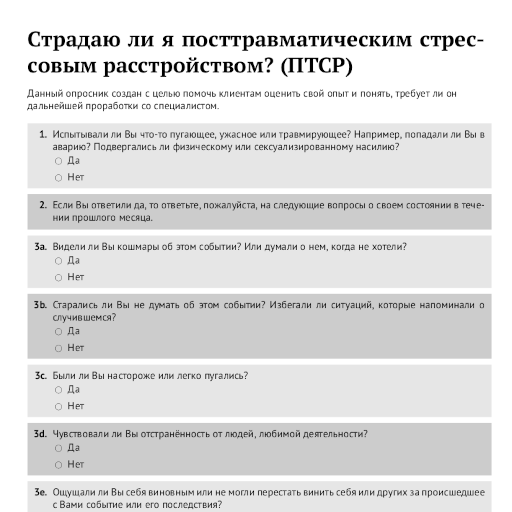 Страдаю ли я посттравматическим стрес-
совым расстройством? (ПТСР)
Данный опросник создан с целью помочь клиентам оценить свой опыт и понять, требует ли он
дальнейшей проработки со специалистом.
1. Испытывали ли Вы что-то пугающее, ужасное или травмирующее? Например, попадали ли Вы в
аварию? Подвергались ли физическому или сексуализированному насилию?
Да
Нет
2. Если Вы ответили да, то ответьте, пожалуйста, на следующие вопросы о своем состоянии в тече-
нии прошлого месяца.
3a. Видели ли Вы кошмары об этом событии? Или думали о нем, когда не хотели?
Да
Нет
3b. Старались ли Вы не думать об этом событии? Избегали ли ситуаций, которые напоминали о
случившемся?
Да
Нет
3c. Были ли Вы настороже или легко пугались?
Да
Нет
3d. Чувствовали ли Вы отстранённость от людей, любимой деятельности?
Да
Нет
3e. Ощущали ли Вы себя виновным или не могли перестать винить себя или других за происшедшее
с Вами событие или его последствия?